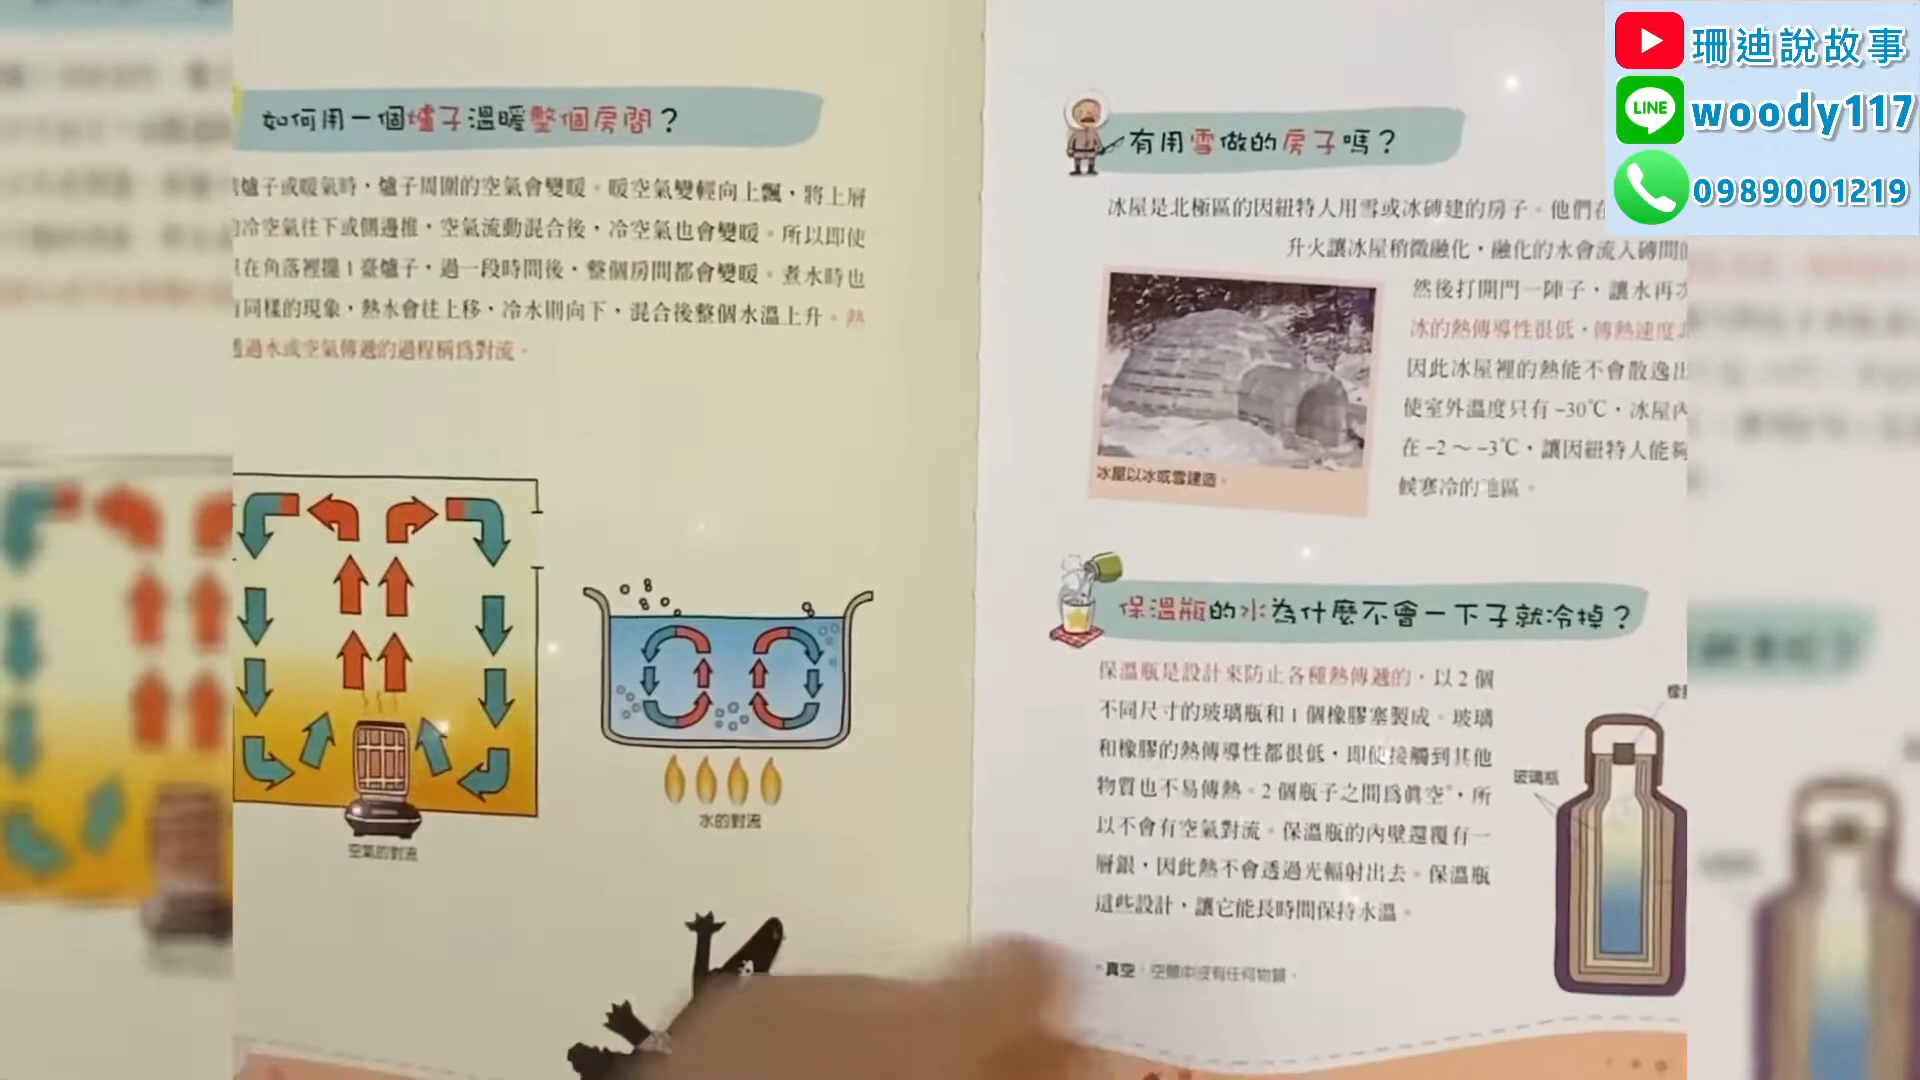 如何用一個爐子溫暖整個房間？
爐子或暖氣時，爐子周圍的空氣會變暖。暖空氣變輕向上飄，將上層
冷空氣往下或側邊推，空氣流動混合後，冷空氣也會變暖。所以即使
在角落裡擺1臺爐子，過一段時間後，整個房間都會變暖。煮水時也
同樣的現象，熱水會往上移，冷水則向下，混合後整個水溫上升。熱
透過水或空氣傳遞的過程稱為對流。
空氣的對流
水的對流
有用雪做的房子嗎？
冰屋是北極區的因紐特人用雪或冰磚建的房子。他們在
升火讓冰屋稍微融化，融化的水會流入磚間的
然後打開門一陣子，讓水再次
冰的熱傳導性很低，傳熱速度
因此冰屋裡的熱能不會散逸出
使室外溫度只有 -30℃，冰屋內
在 -2～-3℃，讓因紐特人能夠
候寒冷的地區。
冰屋以冰或雪建造。
保溫瓶的水為什麼不會一下子就冷掉？
保溫瓶是設計來防止各種熱傳遞的，以2個
不同尺寸的玻璃瓶和1個橡膠塞製成。玻璃
和橡膠的熱傳導性都很低，即使接觸到其他
物質也不易傳熱。2個瓶子之間為真空*，所
以不會有空氣對流。保溫瓶的內壁還覆有一
層銀，因此熱不會透過光輻射出去。保溫瓶
這些設計，讓它能長時間保持水溫。
橡
玻璃瓶
*真空：空間中沒有任何物質。
珊迪說故事
LINE woody117
0989001219